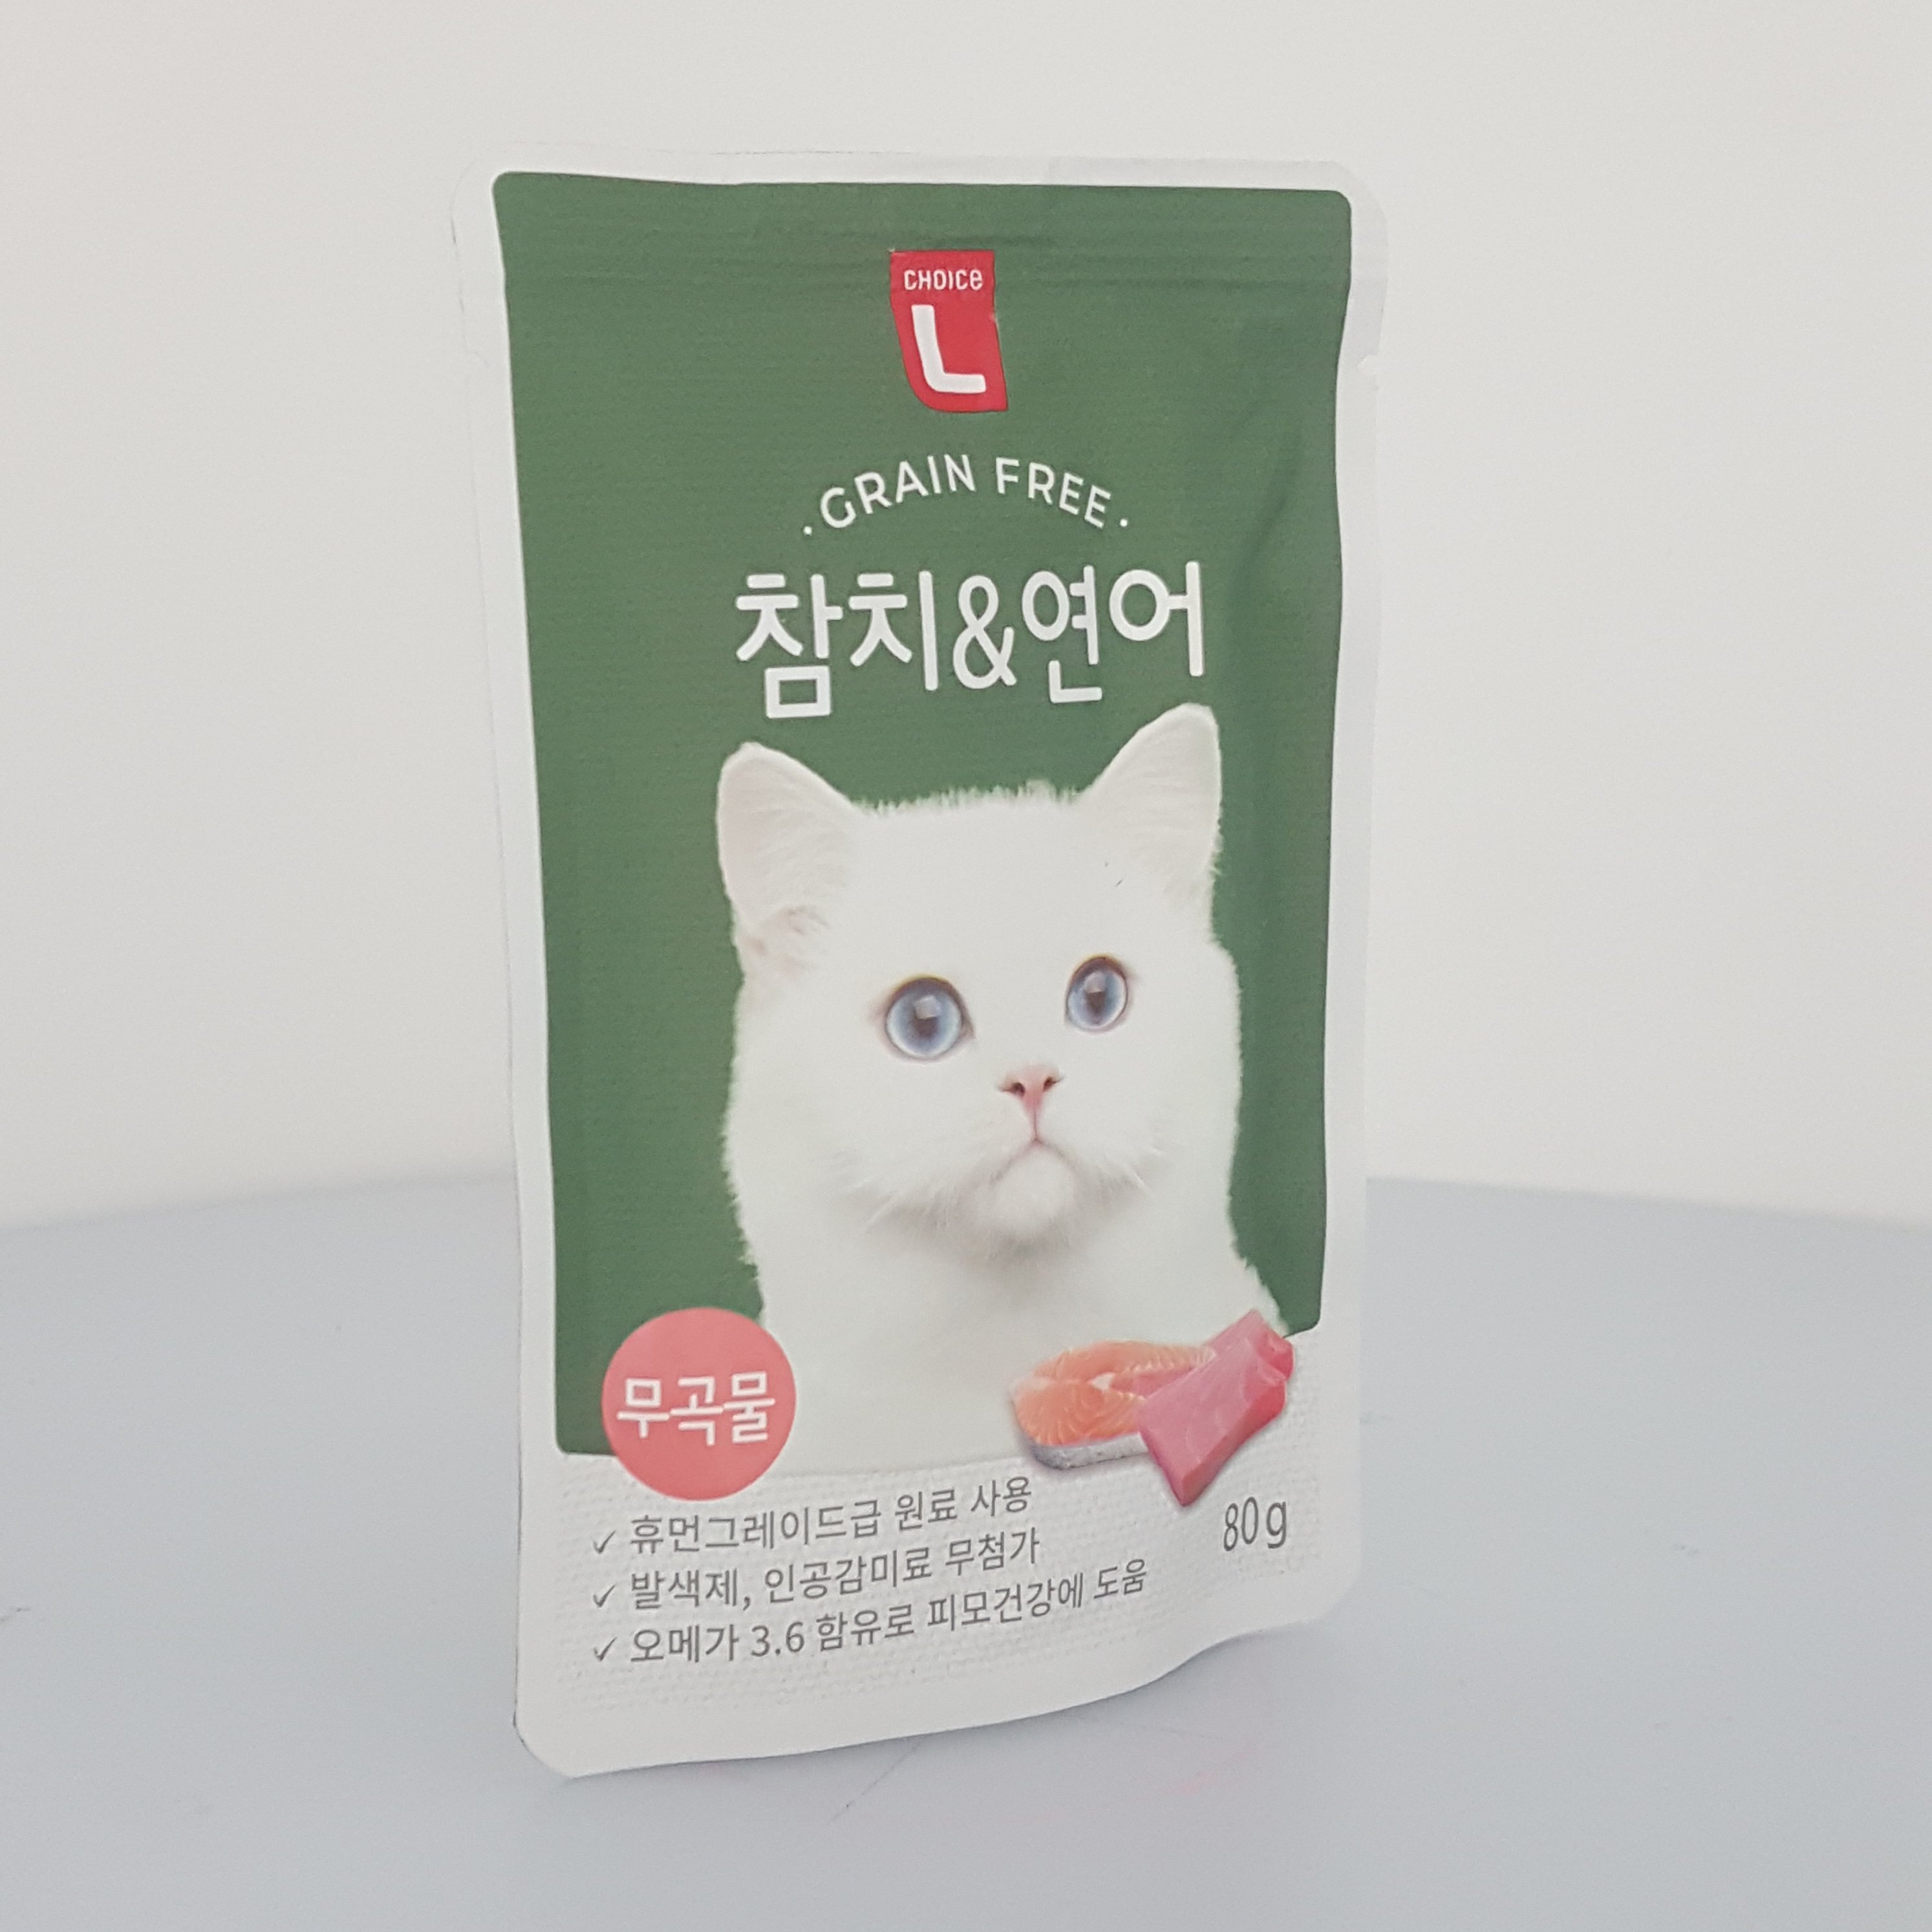 CHOICE
L
·GRAIN FREE·
참치&연어
무곡물
✓ 휴먼그레이드급 원료 사용
✓ 발색제, 인공감미료 무첨가
✓ 오메가 3.6 함유로 피모건강에 도움
80g